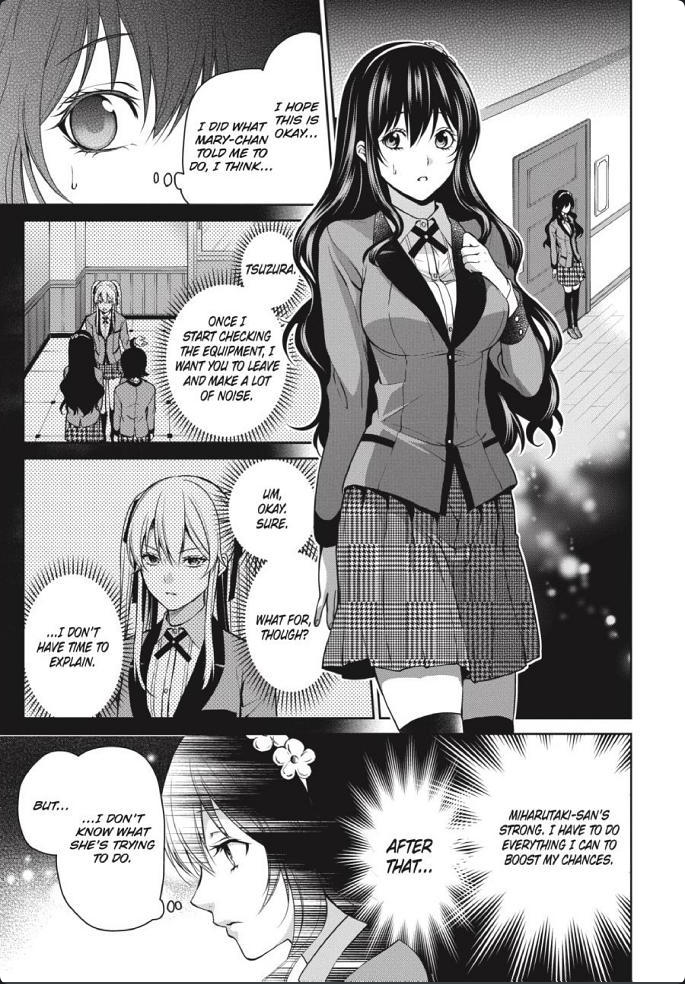 I HOPE
THIS IS
OKAY...
I DID WHAT
MARY-CHAN
TOLD ME TO
DO, I THINK...
TSUZURA.
ONCE I
START CHECKING
THE EQUIPMENT, I
WANT YOU TO LEAVE
AND MAKE A LOT
OF NOISE.
UM,
OKAY.
SURE.
WHAT FOR,
THOUGH?
...I DON'T
HAVE TIME TO
EXPLAIN.
MIHARUTAKI-SAN'S
STRONG. I HAVE TO DO
EVERYTHING I CAN TO
BOOST MY CHANCES.
AFTER
THAT...
BUT...
...I DON'T
KNOW WHAT
SHE'S TRYING
TO DO.